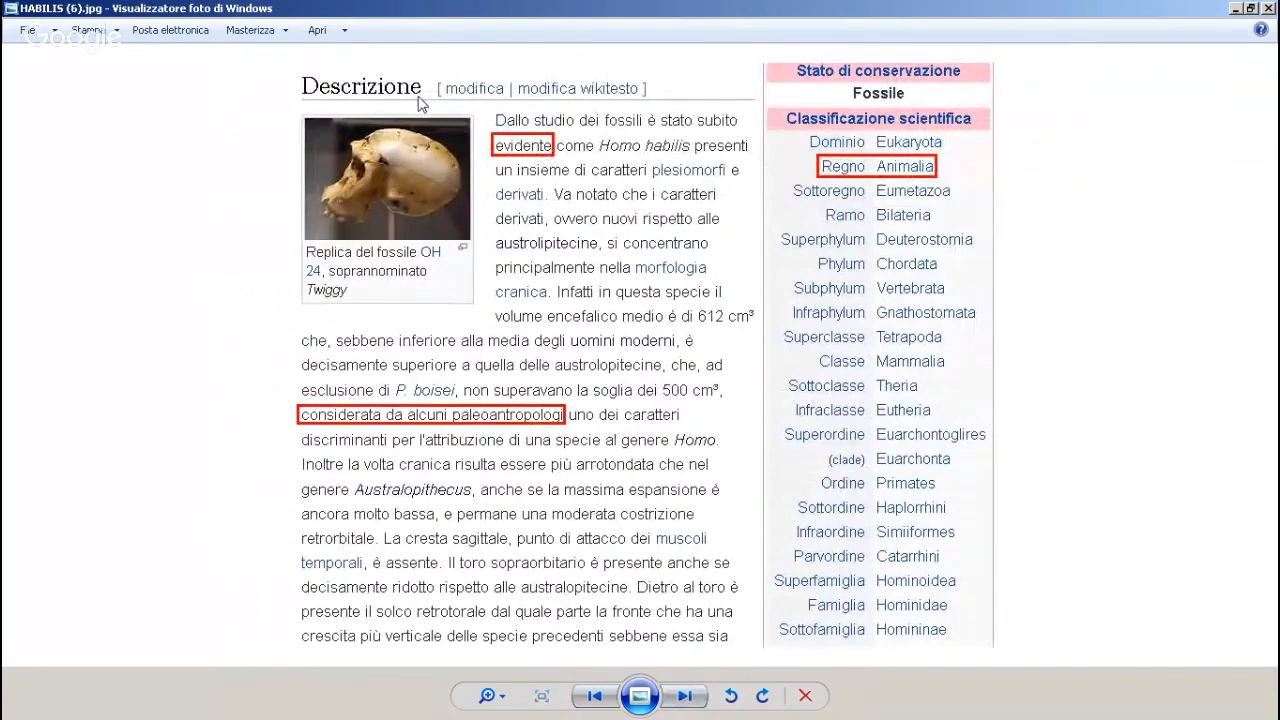 HABILIS (6).jpg - Visualizzatore foto di Windows
File Stampa Posta elettronica Masterizza Apri
Google
Descrizione [ modifica | modifica wikitesto ]
Replica del fossile OH
24, soprannominato
Twiggy
Dallo studio dei fossili è stato subito
evidente come Homo habilis presenti
un insieme di caratteri plesiomorfi e
derivati. Va notato che i caratteri
derivati, ovvero nuovi rispetto alle
austrolipitecine, si concentrano
principalmente nella morfologia
cranica. Infatti in questa specie il
volume encefalico medio è di 612 cm³
che, sebbene inferiore alla media degli uomini moderni, è
decisamente superiore a quella delle austrolopitecine, che, ad
esclusione di P. boisei, non superavano la soglia dei 500 cm³,
considerata da alcuni paleoantropologi uno dei caratteri
discriminanti per l'attribuzione di una specie al genere Homo.
Inoltre la volta cranica risulta essere più arrotondata che nel
genere Australopithecus, anche se la massima espansione è
ancora molto bassa, e permane una moderata costrizione
retrorbitale. La cresta sagittale, punto di attacco dei muscoli
temporali, è assente. Il toro sopraorbitario è presente anche se
decisamente ridotto rispetto alle australopitecine. Dietro al toro è
presente il solco retrotorale dal quale parte la fronte che ha una
crescita più verticale delle specie precedenti sebbene essa sia
Stato di conservazione
Fossile
Classificazione scientifica
Dominio Eukaryota
Regno Animalia
Sottoregno Eumetazoa
Ramo Bilateria
Superphylum Deuterostomia
Phylum Chordata
Subphylum Vertebrata
Infraphylum Gnathostomata
Superclasse Tetrapoda
Classe Mammalia
Sottoclasse Theria
Infraclasse Eutheria
Superordine Euarchontoglires
(clade) Euarchonta
Ordine Primates
Sottordine Haplorrhini
Infraordine Simiiformes
Parvordine Catarrhini
Superfamiglia Hominoidea
Famiglia Hominidae
Sottofamiglia Homininae